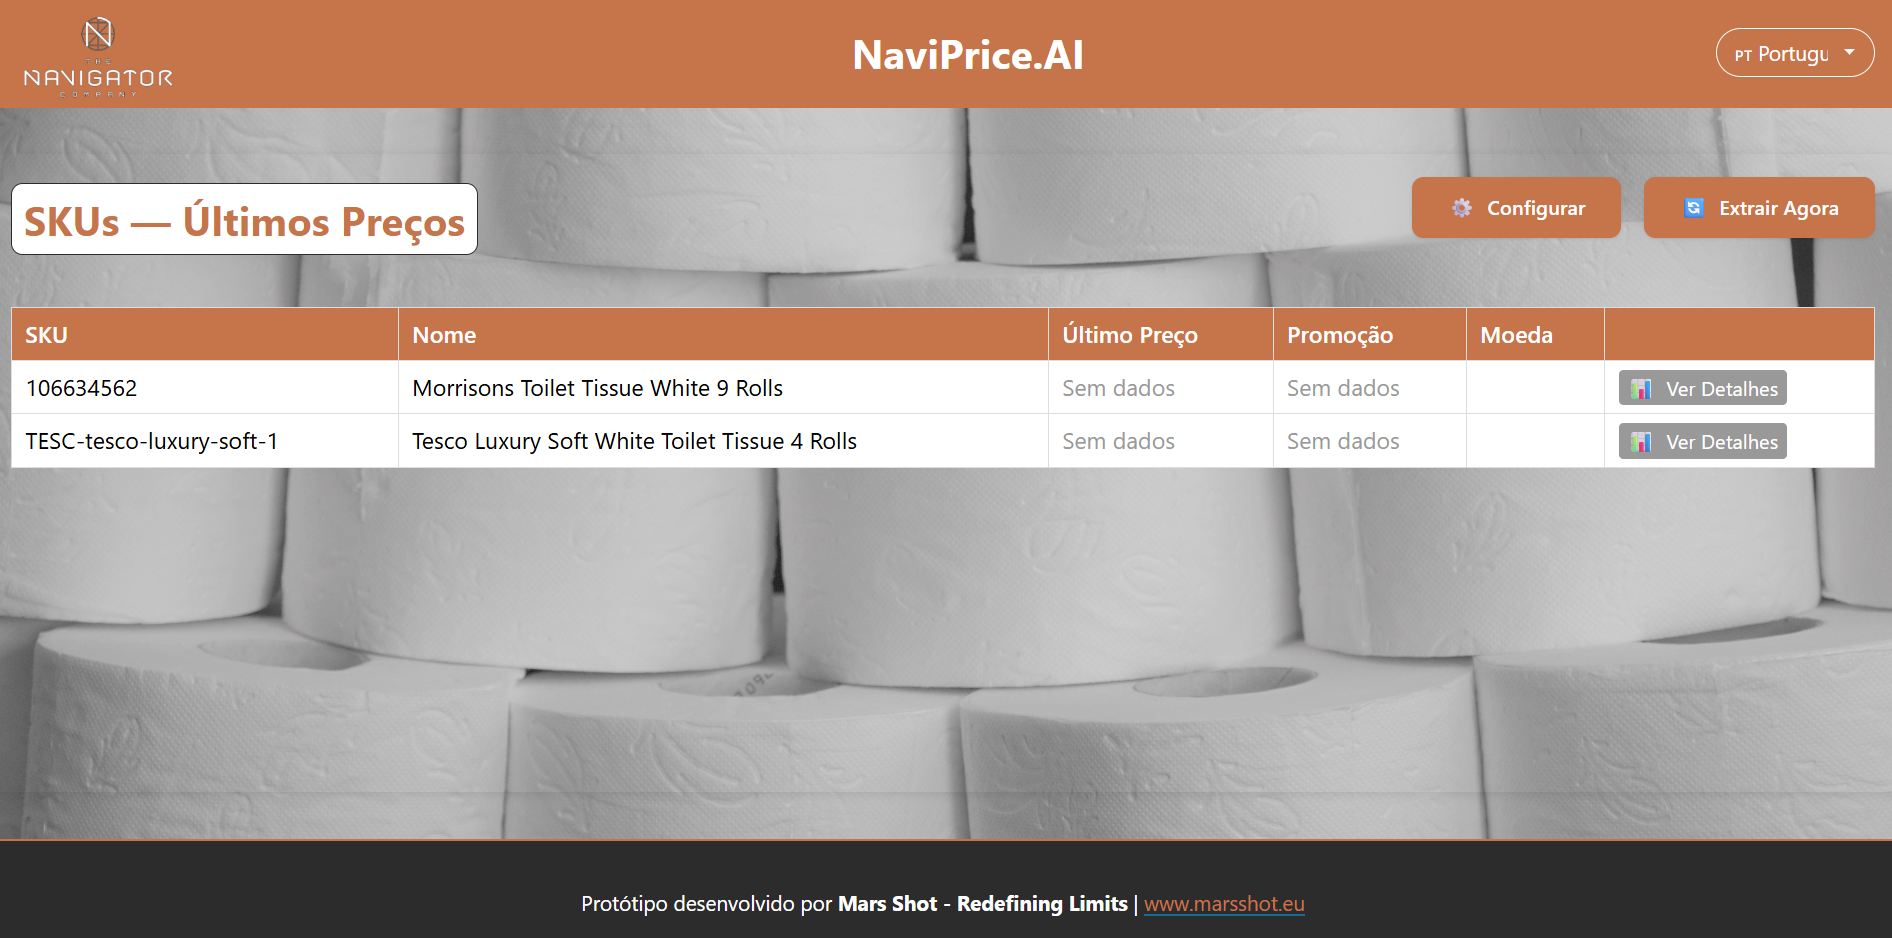 THE
NAVIGATOR
COMPANY
NaviPrice.AI
PT Portugu
SKUs — Últimos Preços
Configurar
Extrair Agora
SKU Nome Último Preço Promoção Moeda
106634562 Morrisons Toilet Tissue White 9 Rolls Sem dados Sem dados Ver Detalhes
TESC-tesco-luxury-soft-1 Tesco Luxury Soft White Toilet Tissue 4 Rolls Sem dados Sem dados Ver Detalhes
Protótipo desenvolvido por Mars Shot - Redefining Limits | www.marsshot.eu